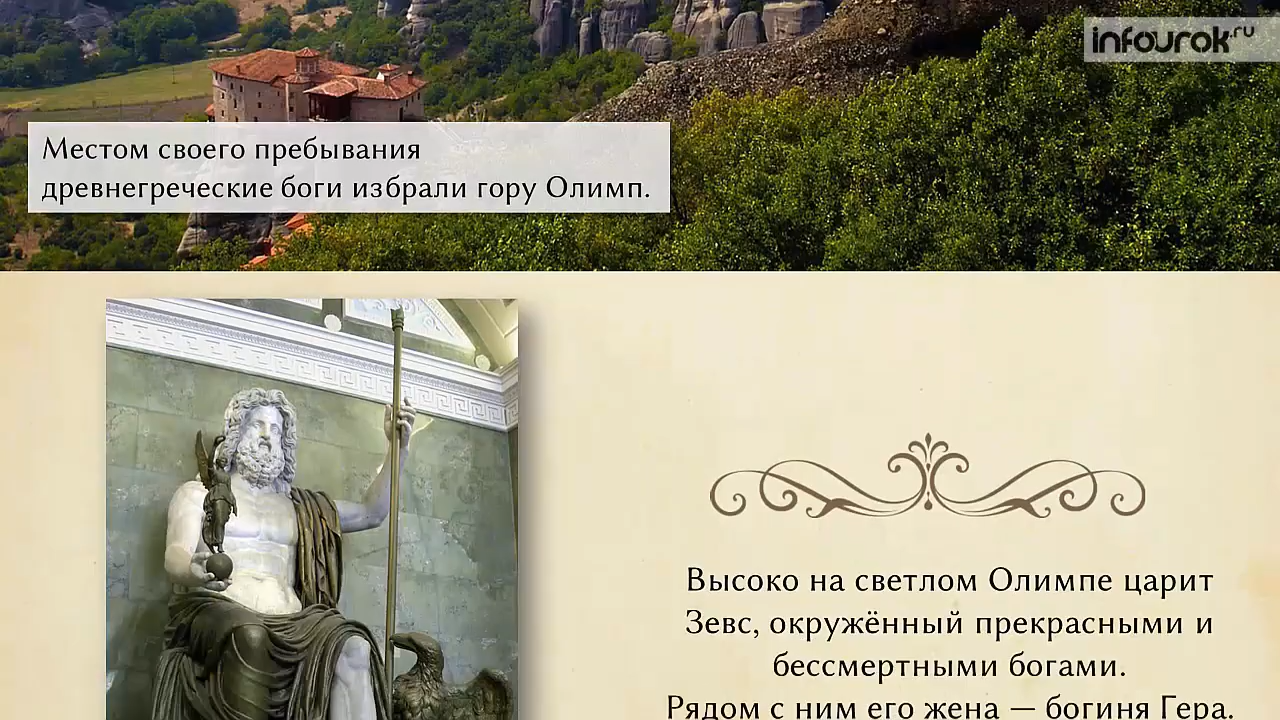 infourok.ru
Местом своего пребывания
древнегреческие боги избрали гору Олимп.
Высоко на светлом Олимпе царит
Зевс, окружённый прекрасными и
бессмертными богами.
Рядом с ним его жена — богиня Гера.